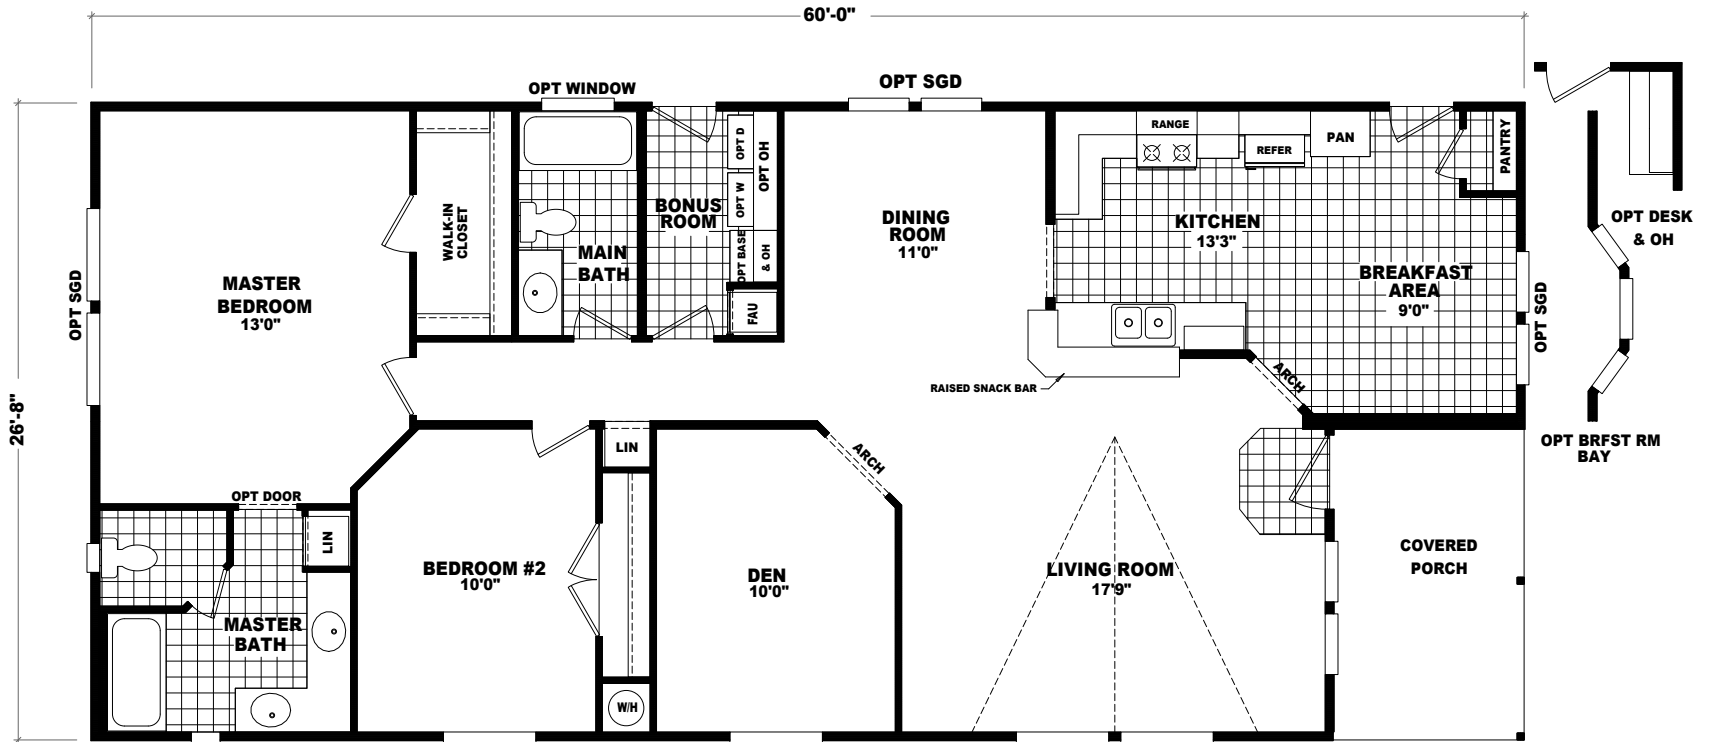 60'-0"
OPT WINDOW
OPT SGD
26'-8"
OPT SGD
MASTER
BEDROOM
13'0"
WALK-IN
CLOSET
MAIN
BATH
BONUS
ROOM
OPT D
OPT OH
OPT W
OPT BASE
& OH
FAU
DINING
ROOM
11'0"
RANGE
REFER
PAN
PANTRY
KITCHEN
13'3"
BREAKFAST
AREA
9'0"
OPT SGD
OPT DESK
& OH
OPT BRFST RM
BAY
RAISED SNACK BAR
ARCH
OPT DOOR
LIN
MASTER
BATH
BEDROOM #2
10'0"
LIN
W/H
ARCH
DEN
10'0"
LIVING ROOM
17'9"
COVERED
PORCH